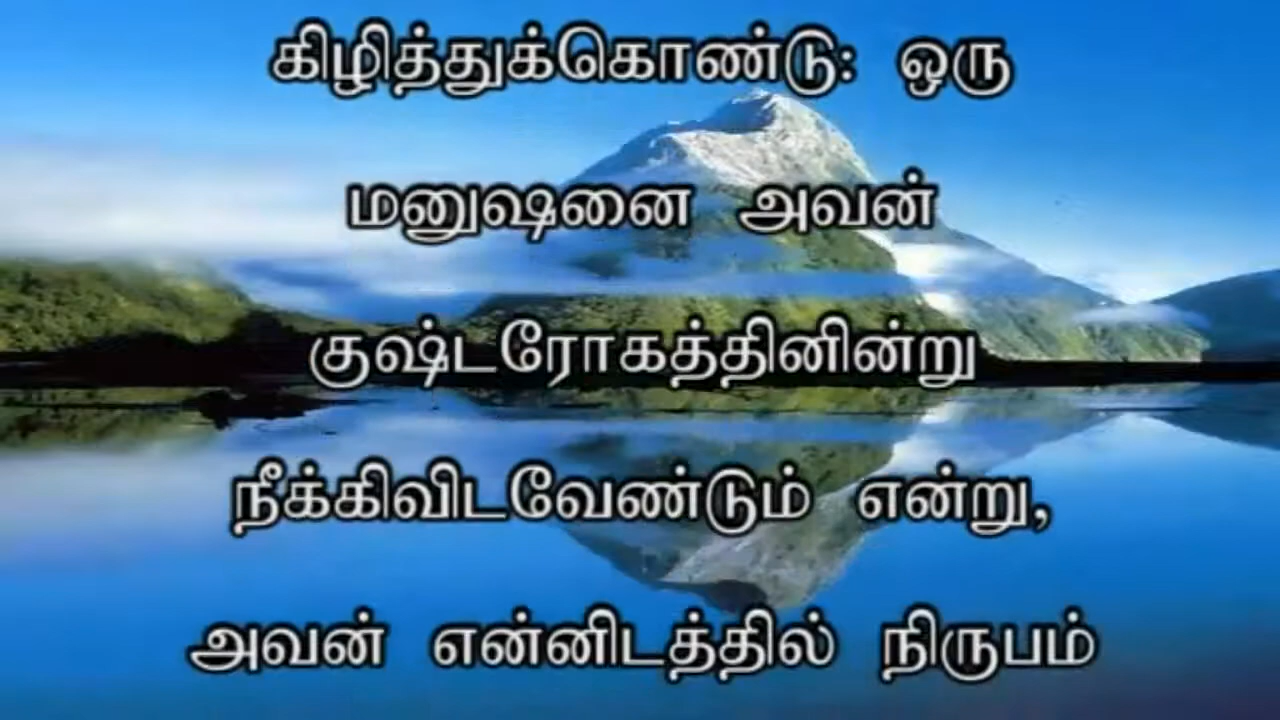 கிழித்துக்கொண்டு: ஒரு
மனுஷனை அவன்
குஷ்டரோகத்தினின்று
நீக்கிவிடவேண்டும் என்று,
அவன் என்னிடத்தில் நிருபம்